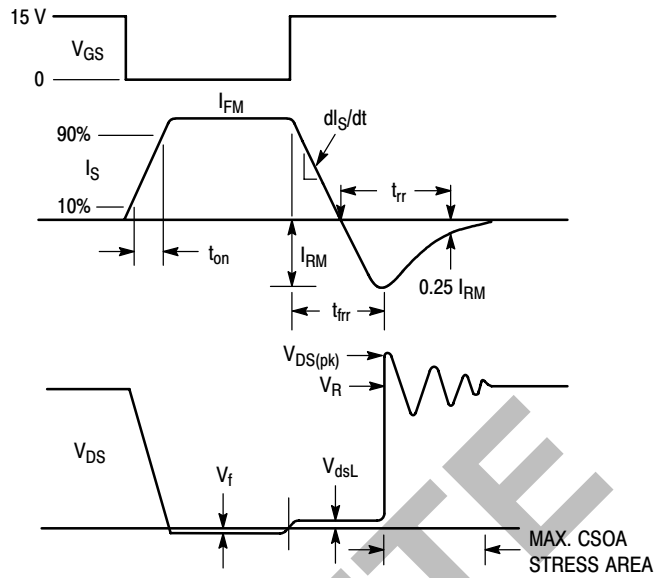 15 V
V_GS
0
I_FM
90%
dI_S/dt
I_S
t_rr
10%
t_on
I_RM
0.25 I_RM
t_frr
V_DS(pk)
V_R
V_DS
V_f
V_dsL
MAX. CSOA
STRESS AREA